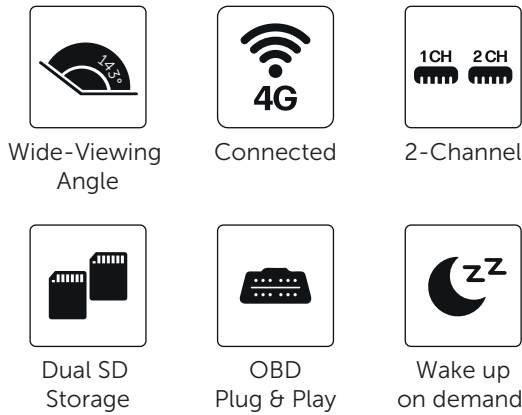 143°
4G
1CH 2CH
Wide-Viewing
Angle
Connected
2-Channel
zZ
Dual SD
Storage
OBD
Plug & Play
Wake up
on demand